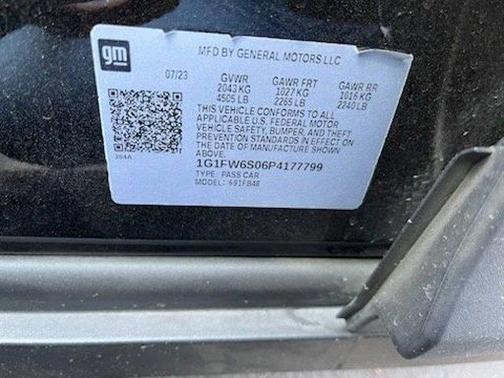 gm
MFD BY GENERAL MOTORS LLC
07/23 GVWR GAWR FRT GAWR RR
2043 KG 1027 KG 1016 KG
4505 LB 2265 LB 2240 LB
THIS VEHICLE CONFORMS TO ALL
APPLICABLE U.S. FEDERAL MOTOR
VEHICLE SAFETY, BUMPER, AND THEFT
PREVENTION STANDARDS IN EFFECT ON
THE DATE OF MANUFACTURE SHOWN
ABOVE.
1G1FW6S06P4177799
TYPE: PASS CAR
MODEL: